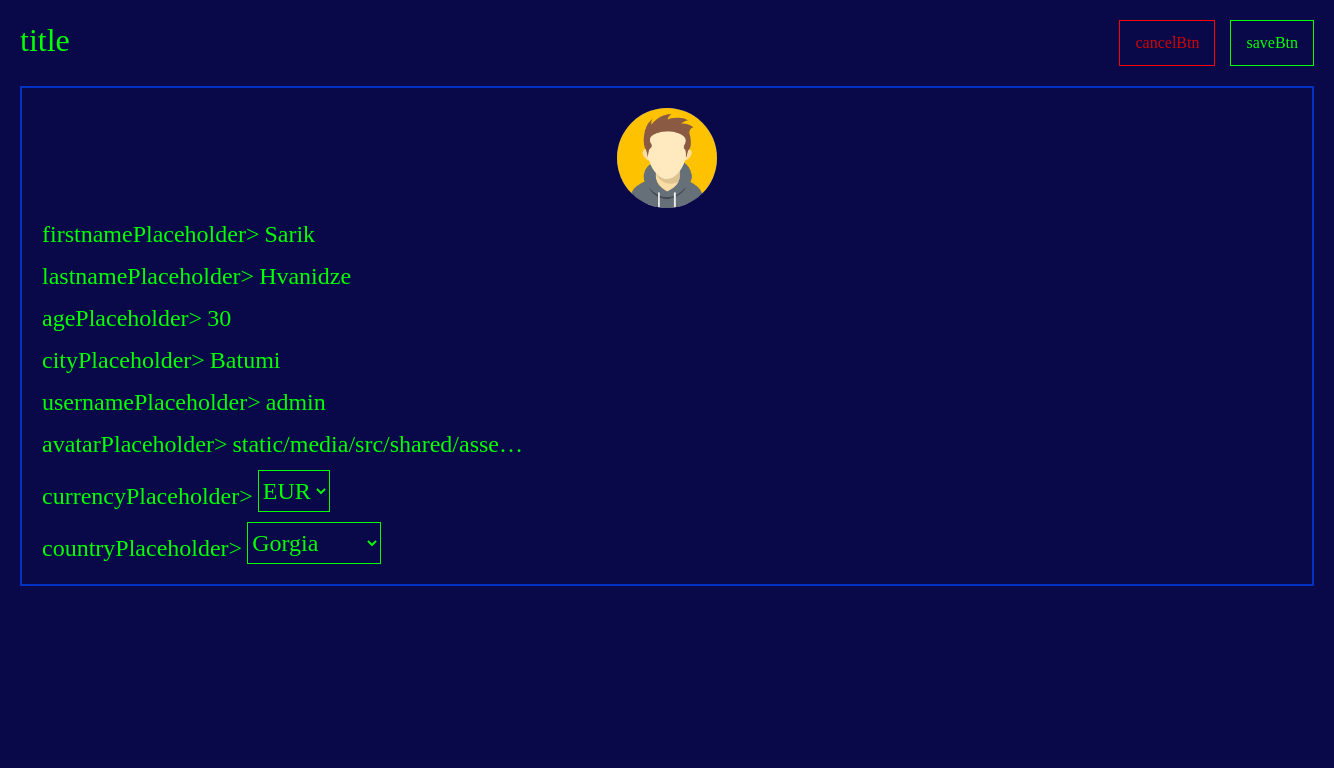 title
cancelBtn
saveBtn
firstnamePlaceholder> Sarik
lastnamePlaceholder> Hvanidze
agePlaceholder> 30
cityPlaceholder> Batumi
usernamePlaceholder> admin
avatarPlaceholder> static/media/src/shared/asse…
currencyPlaceholder> EUR
countryPlaceholder> Gorgia